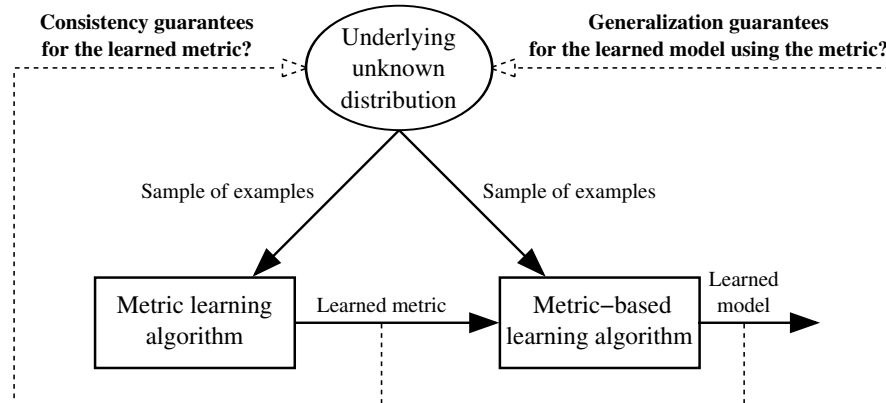 Consistency guarantees
for the learned metric?
Underlying
unknown
distribution
Generalization guarantees
for the learned model using the metric?
Sample of examples
Sample of examples
Metric learning
algorithm
Learned metric
Metric−based
learning algorithm
Learned
model